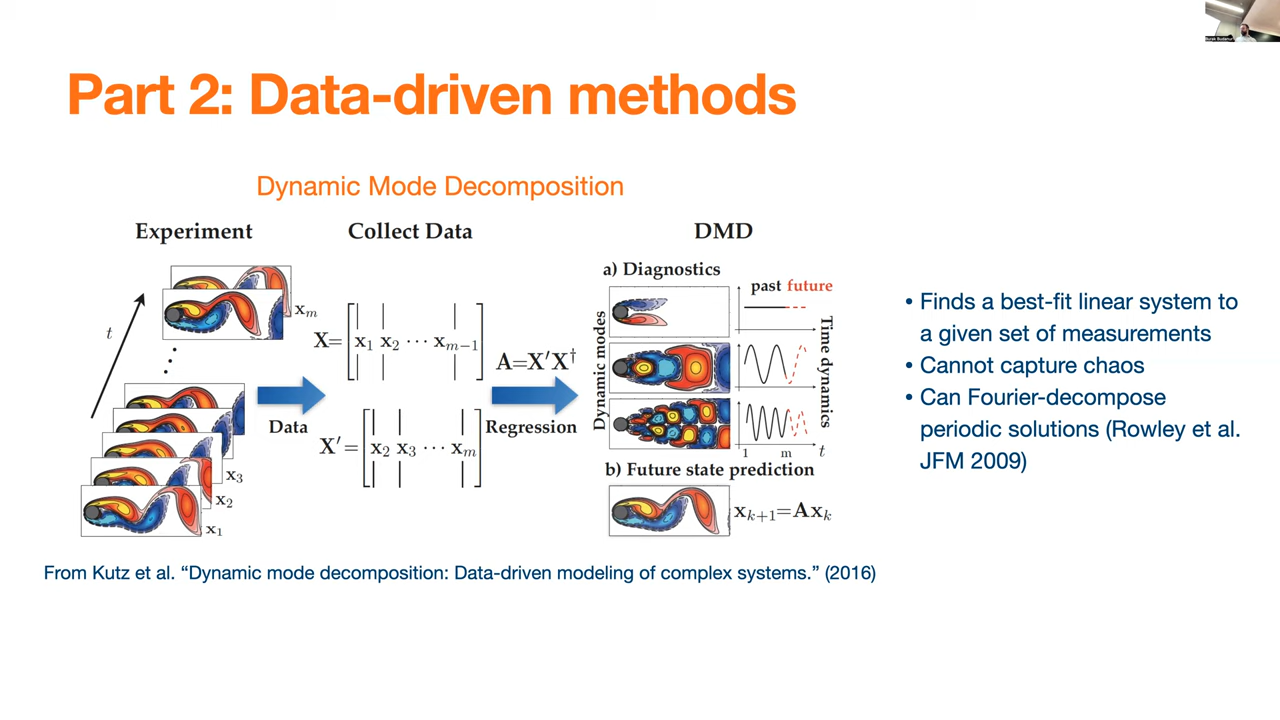 Part 2: Data-driven methods
Dynamic Mode Decomposition
Experiment
Collect Data
DMD
t
x_m
x_3
x_2
x_1
Data
X= [x_1 x_2 ⋯ x_{m−1}]
X′= [x_2 x_3 ⋯ x_m]
A=X′X†
Regression
a) Diagnostics
past future
Dynamic modes
Time dynamics
1 m t
b) Future state prediction
x_{k+1}=Ax_k
• Finds a best-fit linear system to
a given set of measurements
• Cannot capture chaos
• Can Fourier-decompose
periodic solutions (Rowley et al.
JFM 2009)
From Kutz et al. “Dynamic mode decomposition: Data-driven modeling of complex systems.” (2016)